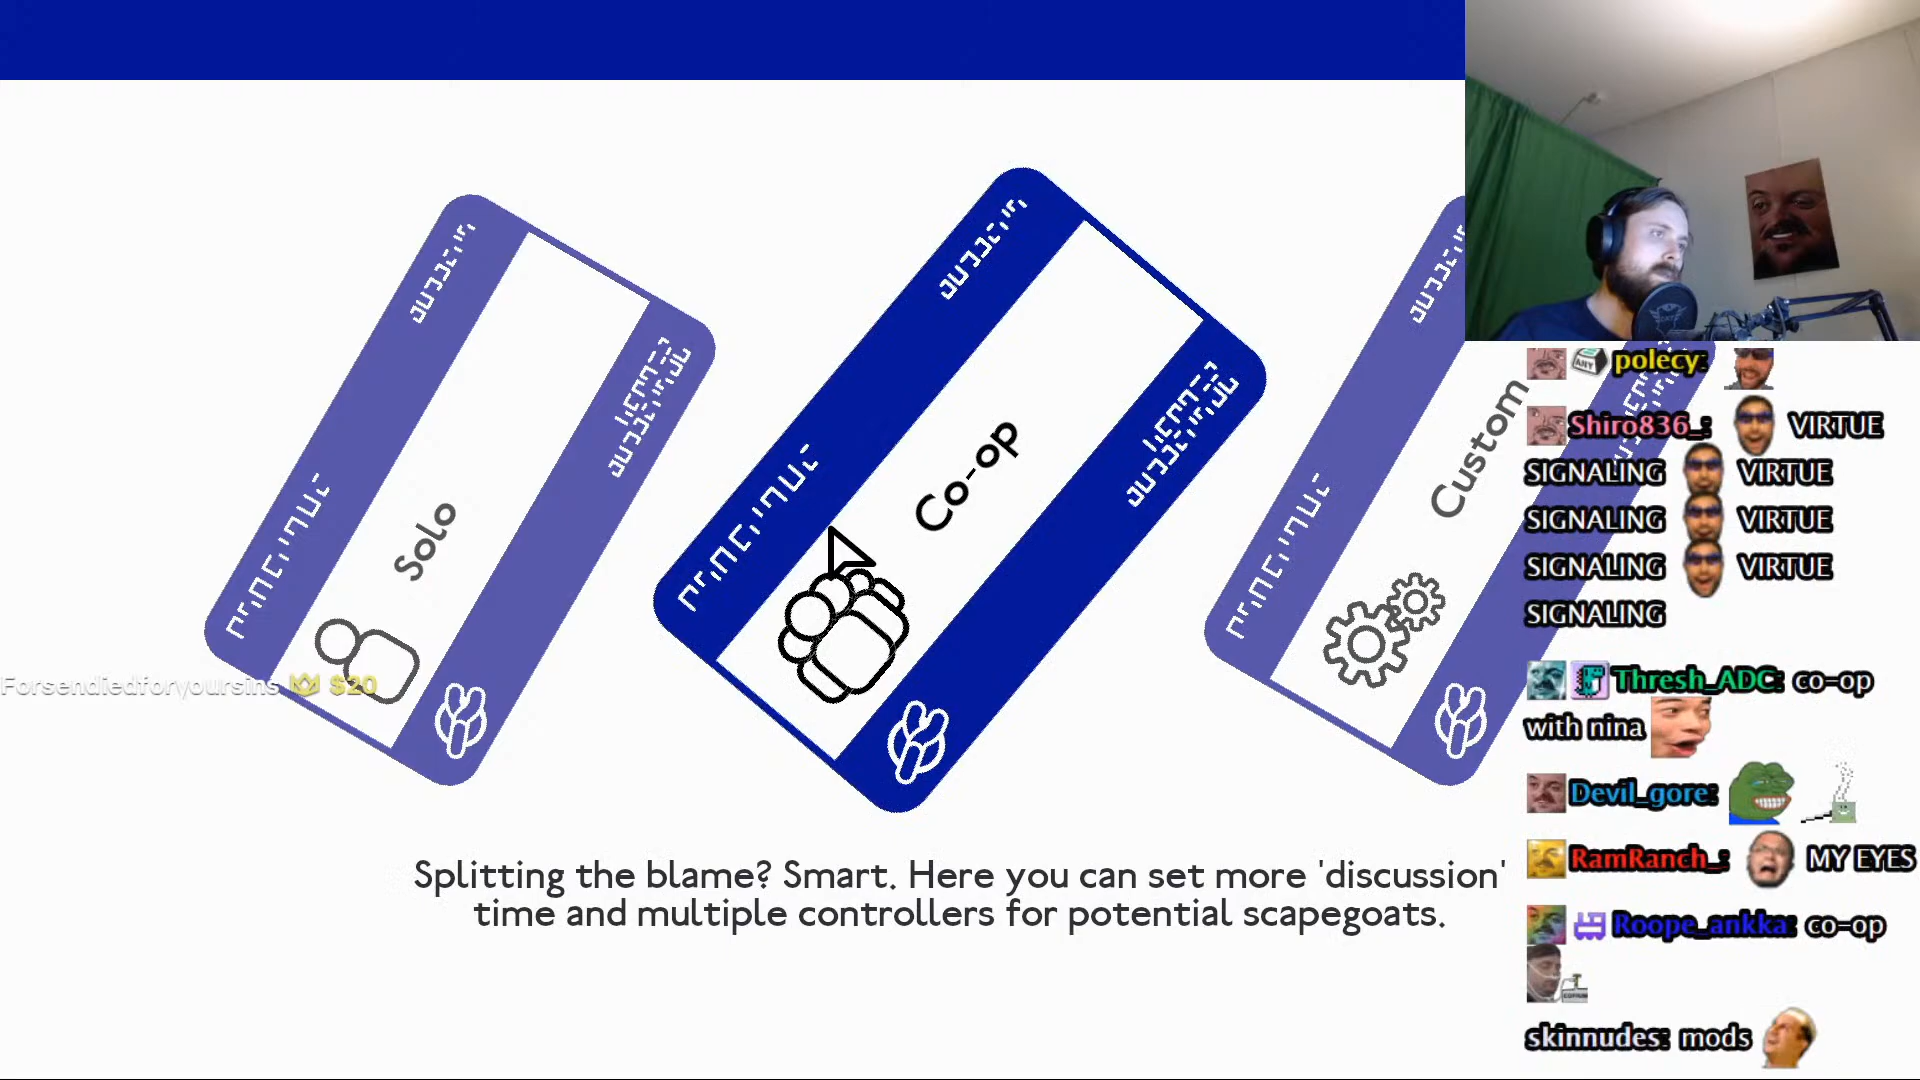 Solo
Co-op
Custom
Forsendiedforyoursins $20
Splitting the blame? Smart. Here you can set more 'discussion'
time and multiple controllers for potential scapegoats.
ANY
polecy:
Shiro836_: VIRTUE
SIGNALING VIRTUE
SIGNALING VIRTUE
SIGNALING VIRTUE
SIGNALING
Thresh_ADC: co-op
with nina
Devil_gore:
RamRanch_: MY EYES
Roope_ankka: co-op
skinnudes: mods